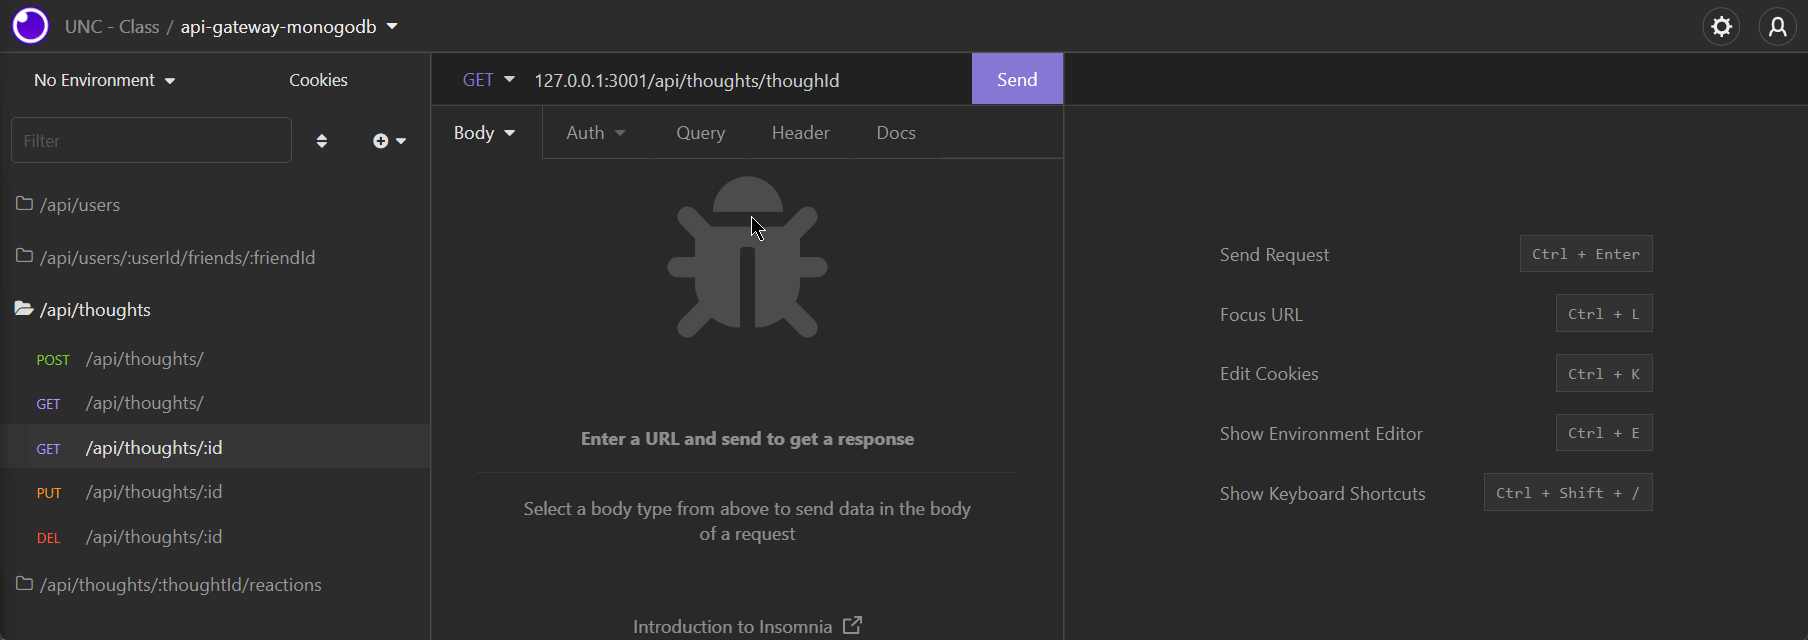 UNC - Class / api-gateway-monogodb
No Environment
Cookies
GET 127.0.0.1:3001/api/thoughts/thoughId
Send
Filter
Body
Auth
Query
Header
Docs
/api/users
/api/users/:userId/friends/:friendId
/api/thoughts
POST /api/thoughts/
GET /api/thoughts/
GET /api/thoughts/:id
PUT /api/thoughts/:id
DEL /api/thoughts/:id
/api/thoughts/:thoughtId/reactions
Enter a URL and send to get a response
Select a body type from above to send data in the body
of a request
Introduction to Insomnia
Send Request Ctrl + Enter
Focus URL Ctrl + L
Edit Cookies Ctrl + K
Show Environment Editor Ctrl + E
Show Keyboard Shortcuts Ctrl + Shift + /